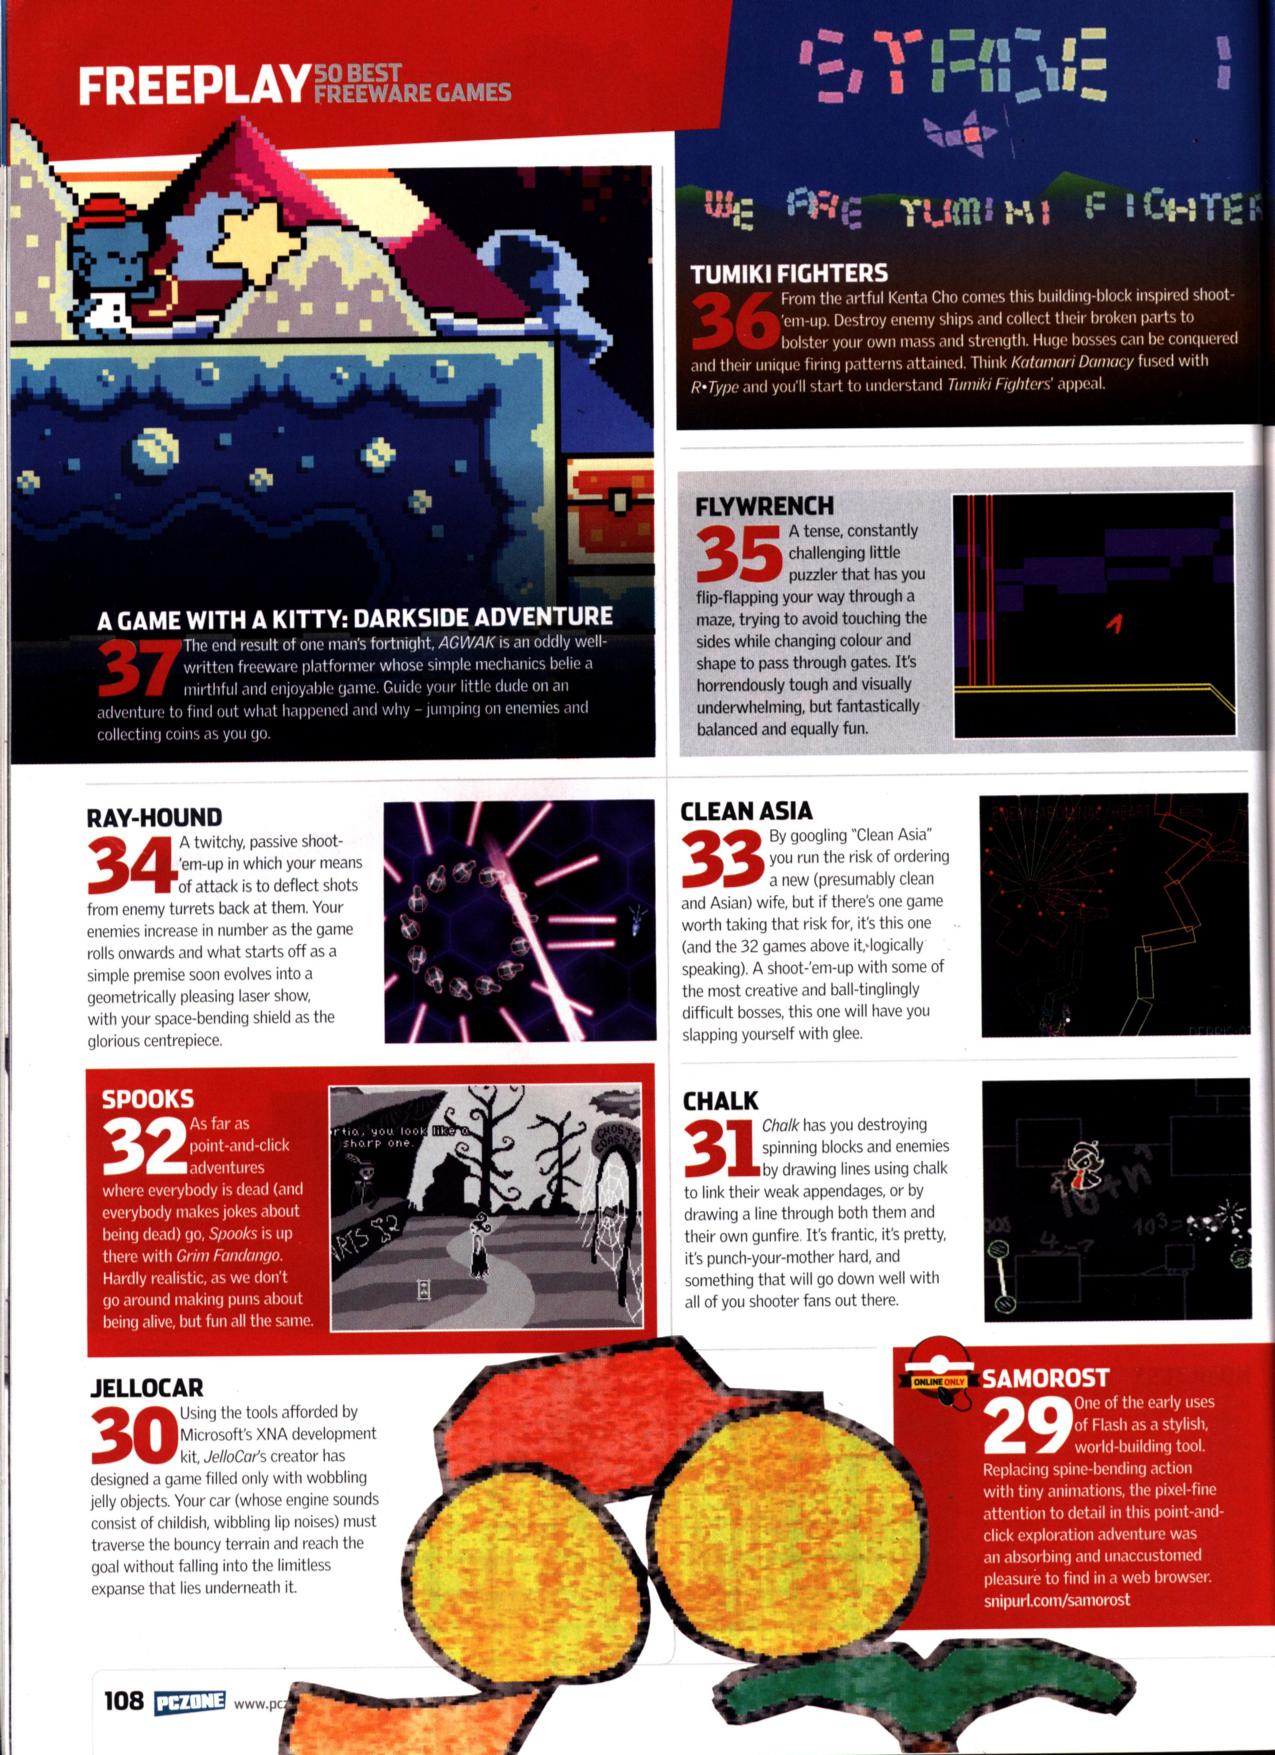 FREEPLAY 50 BEST
FREEWARE GAMES
STAGE 1
WE ARE TUMIKI FIGHTER
TUMIKI FIGHTERS
36 From the artful Kenta Cho comes this building-block inspired shoot-
'em-up. Destroy enemy ships and collect their broken parts to
bolster your own mass and strength. Huge bosses can be conquered
and their unique firing patterns attained. Think Katamari Damacy fused with
R•Type and you'll start to understand Tumiki Fighters' appeal.
A GAME WITH A KITTY: DARKSIDE ADVENTURE
37 The end result of one man's fortnight, AGWAK is an oddly well-
written freeware platformer whose simple mechanics belie a
mirthful and enjoyable game. Guide your little dude on an
adventure to find out what happened and why – jumping on enemies and
collecting coins as you go.
FLYWRENCH
35 A tense, constantly
challenging little
puzzler that has you
flip-flapping your way through a
maze, trying to avoid touching the
sides while changing colour and
shape to pass through gates. It's
horrendously tough and visually
underwhelming, but fantastically
balanced and equally fun.
RAY-HOUND
34 A twitchy, passive shoot-
'em-up in which your means
of attack is to deflect shots
from enemy turrets back at them. Your
enemies increase in number as the game
rolls onwards and what starts off as a
simple premise soon evolves into a
geometrically pleasing laser show,
with your space-bending shield as the
glorious centrepiece.
CLEAN ASIA
33 By googling "Clean Asia"
you run the risk of ordering
a new (presumably clean
and Asian) wife, but if there's one game
worth taking that risk for, it's this one
(and the 32 games above it, logically
speaking). A shoot-'em-up with some of
the most creative and ball-tinglingly
difficult bosses, this one will have you
slapping yourself with glee.
SPOOKS
32 As far as
point-and-click
adventures
where everybody is dead (and
everybody makes jokes about
being dead) go, Spooks is up
there with Grim Fandango.
Hardly realistic, as we don't
go around making puns about
being alive, but fun all the same.
rtia, you look like a
sharp one.
GHOSTER
COASTER
CHALK
31 Chalk has you destroying
spinning blocks and enemies
by drawing lines using chalk
to link their weak appendages, or by
drawing a line through both them and
their own gunfire. It's frantic, it's pretty,
it's punch-your-mother hard, and
something that will go down well with
all of you shooter fans out there.
JELLOCAR
30 Using the tools afforded by
Microsoft's XNA development
kit, JelloCar's creator has
designed a game filled only with wobbling
jelly objects. Your car (whose engine sounds
consist of childish, wibbling lip noises) must
traverse the bouncy terrain and reach the
goal without falling into the limitless
expanse that lies underneath it.
ONLINE ONLY
SAMOROST
29 One of the early uses
of Flash as a stylish,
world-building tool.
Replacing spine-bending action
with tiny animations, the pixel-fine
attention to detail in this point-and-
click exploration adventure was
an absorbing and unaccustomed
pleasure to find in a web browser.
snipurl.com/samorost
108 PCZONE www.pcz